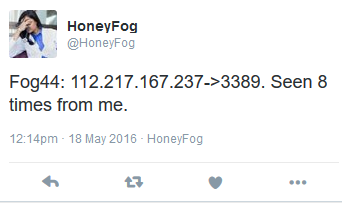 HoneyFog
@HoneyFog
Fog44: 112.217.167.237->3389. Seen 8
times from me.
12:14pm · 18 May 2016 · HoneyFog